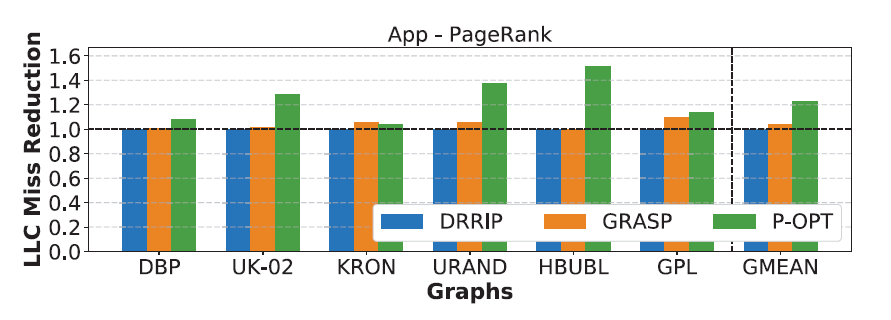 App - PageRank
LLC Miss Reduction
1.6
1.4
1.2
1.0
0.8
0.6
0.4
0.2
0.0
DRRIP GRASP P-OPT
DBP UK-02 KRON URAND HBUBL GPL GMEAN
Graphs